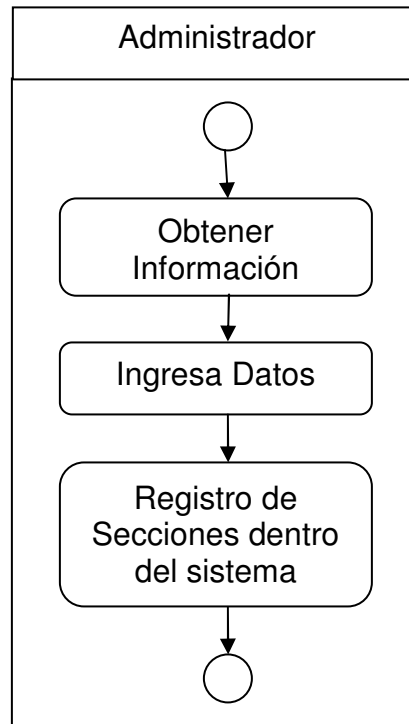 Administrador
Obtener
Información
Ingresa Datos
Registro de
Secciones dentro
del sistema